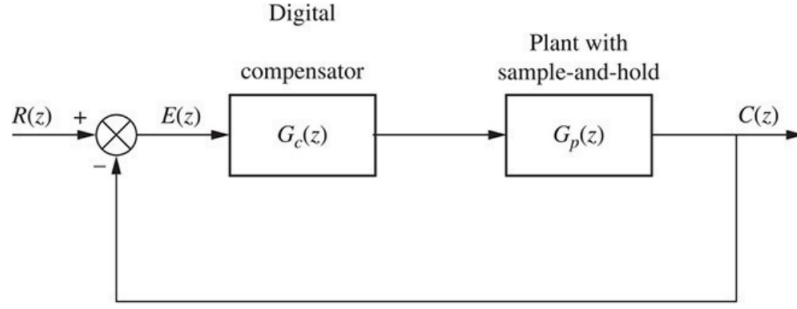 Digital
compensator
Plant with
sample-and-hold
R(z)
+
E(z)
G_c(z)
G_p(z)
C(z)
−